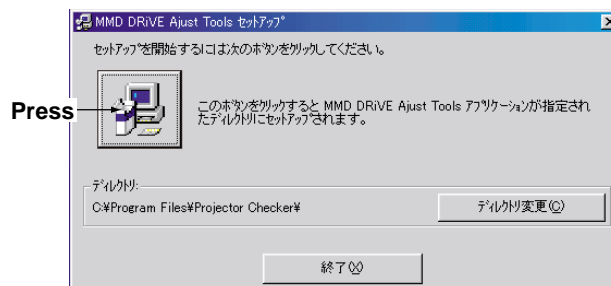 MMD DRiVE Ajust Tools ｾｯﾄｱｯﾌﾟ
ｾｯﾄｱｯﾌﾟを開始するには次のﾎﾞﾀﾝをｸﾘｯｸしてください。
Press
このﾎﾞﾀﾝをｸﾘｯｸすると MMD DRiVE Ajust Tools ｱﾌﾟﾘｹｰｼｮﾝが指定され
たﾃﾞｨﾚｸﾄﾘにｾｯﾄｱｯﾌﾟされます。
ﾃﾞｨﾚｸﾄﾘ:
C:¥Program Files¥Projector Checker¥
ﾃﾞｨﾚｸﾄﾘ変更(C)
終了(X)